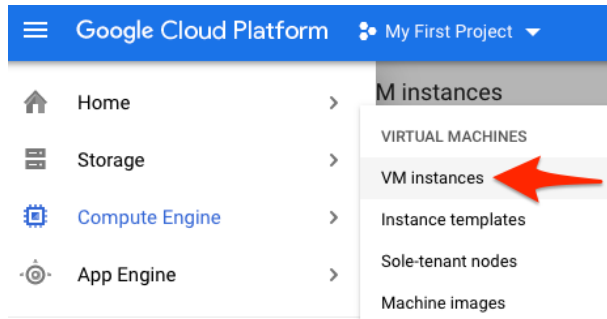 Google Cloud Platform My First Project
Home
Storage
Compute Engine
App Engine
M instances
VIRTUAL MACHINES
VM instances
Instance templates
Sole-tenant nodes
Machine images